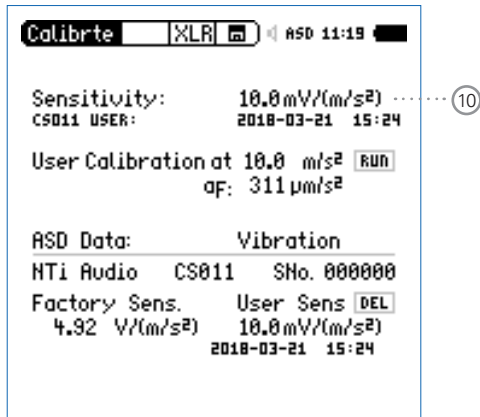 Calibrte XLR ASD 11:19
Sensitivity: 10.0mV/(m/s²) 10
CS011 USER: 2018-03-21 15:24
User Calibration at 10.0 m/s² RUN
aF: 311µm/s²
ASD Data: Vibration
NTi Audio CS011 SNo. 000000
Factory Sens. User Sens DEL
4.92 V/(m/s²) 10.0mV/(m/s²)
2018-03-21 15:24